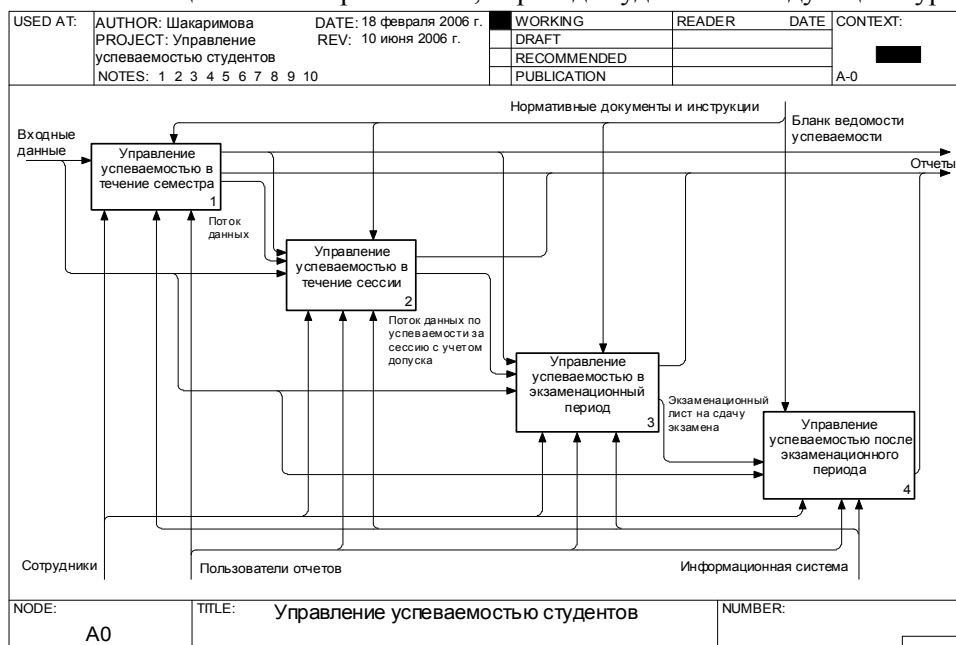 USED AT:
AUTHOR: Шакаримова
DATE: 18 февраля 2006 г.
WORKING
READER
DATE
CONTEXT:
PROJECT: Управление
успеваемостью студентов
REV: 10 июня 2006 г.
DRAFT
RECOMMENDED
NOTES: 1 2 3 4 5 6 7 8 9 10
PUBLICATION
A-0
Нормативные документы и инструкции
Бланк ведомости
успеваемости
Входные
данные
Отчеты
Управление
успеваемостью в
течение семестра
1
Поток
данных
Управление
успеваемостью в
течение сессии
2
Поток данных по
успеваемости за
сессию с учетом
допуска
Управление
успеваемостью в
экзаменационный
период
3
Экзаменационный
лист на сдачу
экзамена
Управление
успеваемостью после
экзаменационного
периода
4
Сотрудники
Пользователи отчетов
Информационная система
NODE:
A0
TITLE:
Управление успеваемостью студентов
NUMBER: